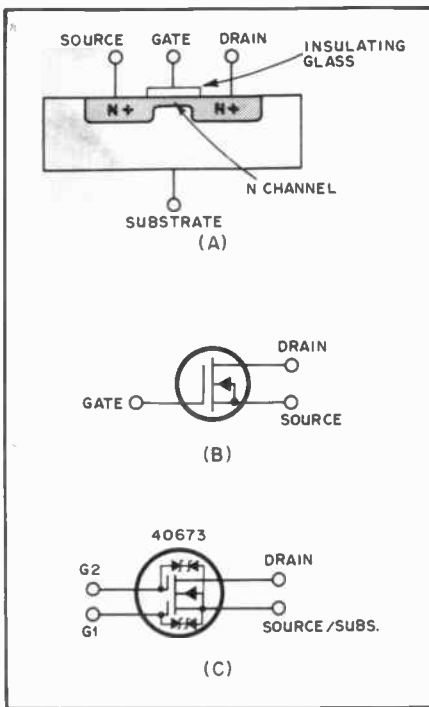 SOURCE GATE DRAIN
INSULATING
GLASS
N+ N+
N CHANNEL
SUBSTRATE
(A)
DRAIN
GATE
SOURCE
(B)
40673
G2
DRAIN
G1
SOURCE/SUBS.
(C)